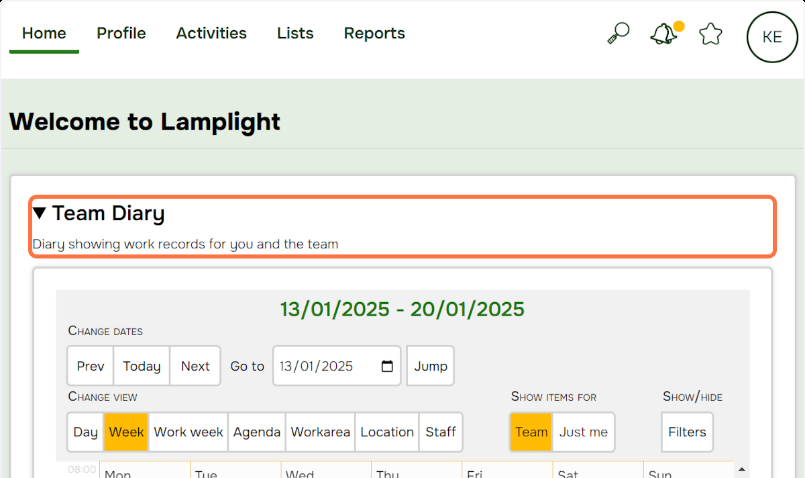 Home Profile Activities Lists Reports KE
Welcome to Lamplight
Team Diary
Diary showing work records for you and the team
13/01/2025 - 20/01/2025
Change dates
Prev Today Next Go to 13/01/2025 Jump
Change view Show items for Show/hide
Day Week Work week Agenda Workarea Location Staff Team Just me Filters
08:00 Mon Tue Wed Thu Fri Sat Sun